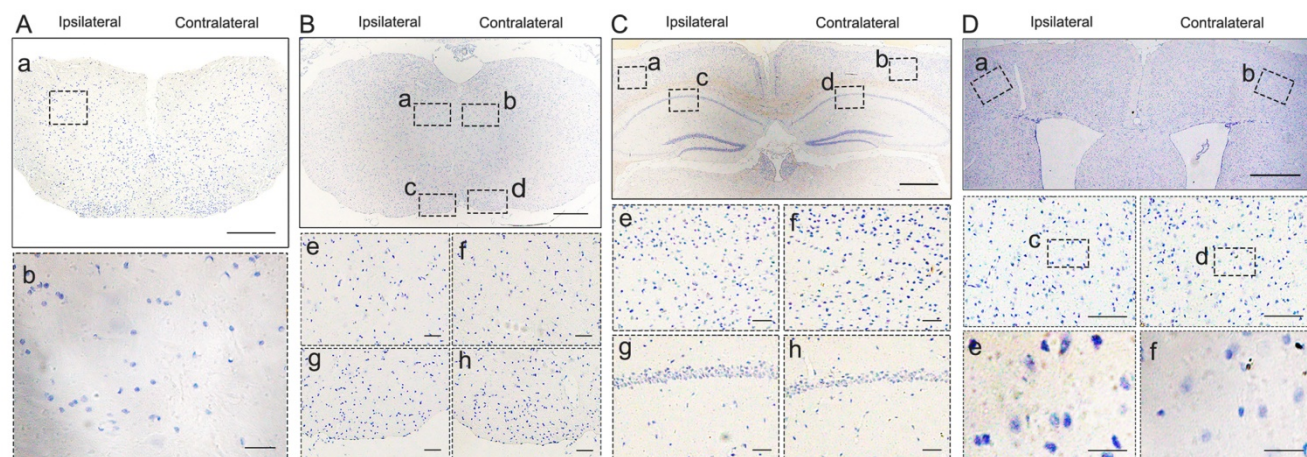 A Ipsilateral Contralateral
a
b
B Ipsilateral Contralateral
a b
c d
e f
g h
C Ipsilateral Contralateral
a b
c d
e f
g h
D Ipsilateral Contralateral
a b
c d
e f